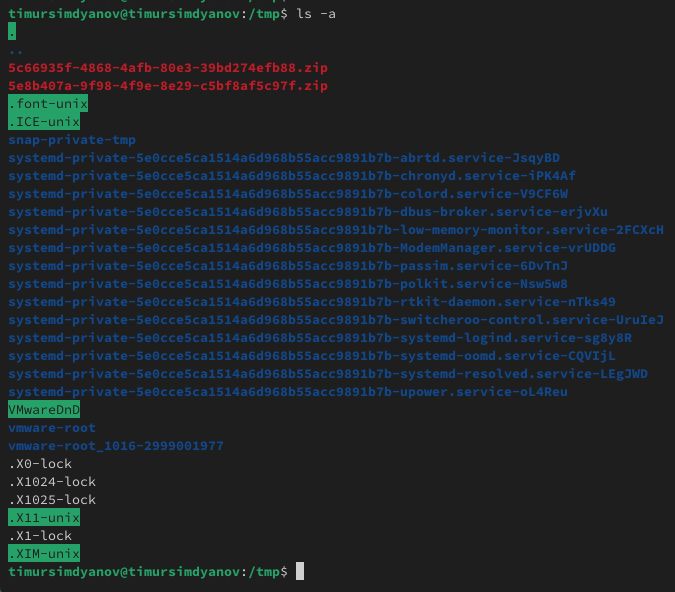 timursimdyanov@timursimdyanov:/tmp$ ls -a
.
..
5c66935f-4868-4afb-80e3-39bd274efb88.zip
5e8b407a-9f98-4f9e-8e29-c5bf8af5c97f.zip
.font-unix
.ICE-unix
snap-private-tmp
systemd-private-5e0cce5ca1514a6d968b55acc9891b7b-abrtd.service-JsqyBD
systemd-private-5e0cce5ca1514a6d968b55acc9891b7b-chronyd.service-iPK4Af
systemd-private-5e0cce5ca1514a6d968b55acc9891b7b-colord.service-V9CF6W
systemd-private-5e0cce5ca1514a6d968b55acc9891b7b-dbus-broker.service-erjvXu
systemd-private-5e0cce5ca1514a6d968b55acc9891b7b-low-memory-monitor.service-2FCXcH
systemd-private-5e0cce5ca1514a6d968b55acc9891b7b-ModemManager.service-vrUDDG
systemd-private-5e0cce5ca1514a6d968b55acc9891b7b-passim.service-6DvTnJ
systemd-private-5e0cce5ca1514a6d968b55acc9891b7b-polkit.service-Nsw5w8
systemd-private-5e0cce5ca1514a6d968b55acc9891b7b-rtkit-daemon.service-nTks49
systemd-private-5e0cce5ca1514a6d968b55acc9891b7b-switcheroo-control.service-UruIeJ
systemd-private-5e0cce5ca1514a6d968b55acc9891b7b-systemd-logind.service-sg8y8R
systemd-private-5e0cce5ca1514a6d968b55acc9891b7b-systemd-oomd.service-CQVIjL
systemd-private-5e0cce5ca1514a6d968b55acc9891b7b-systemd-resolved.service-LEgJWD
systemd-private-5e0cce5ca1514a6d968b55acc9891b7b-upower.service-oL4Reu
VMwareDnD
vmware-root
vmware-root_1016-2999001977
.X0-lock
.X1024-lock
.X1025-lock
.X11-unix
.X1-lock
.XIM-unix
timursimdyanov@timursimdyanov:/tmp$